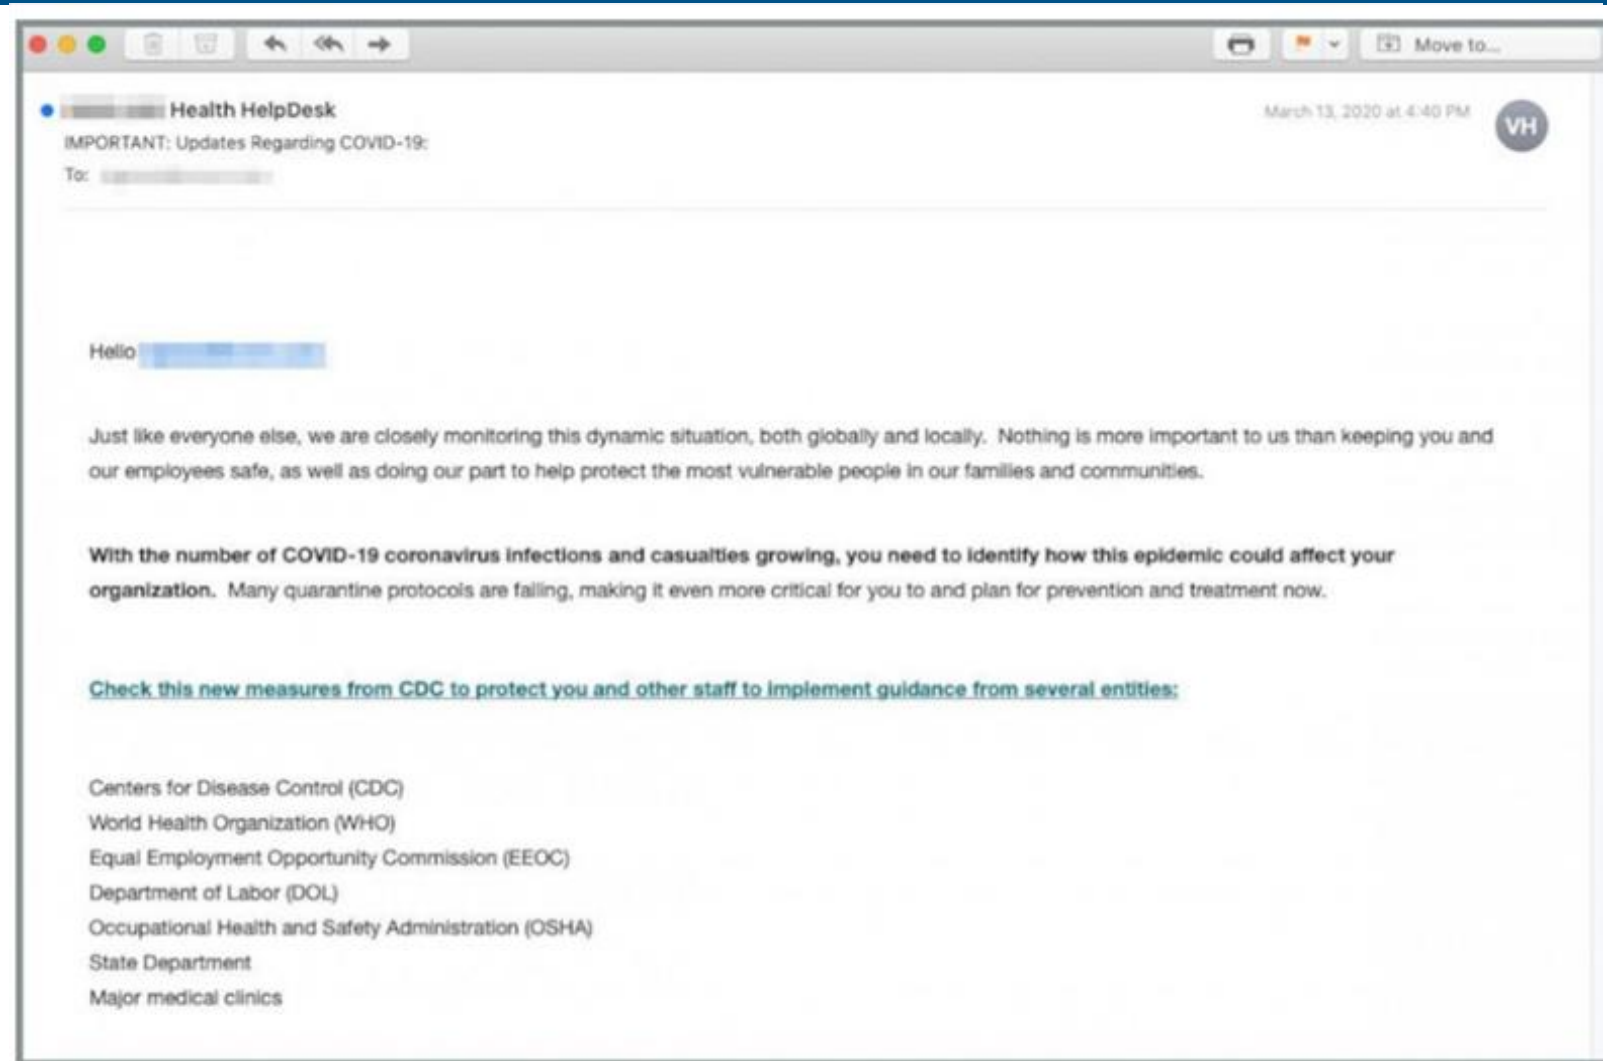 Move to...
Health HelpDesk
March 13, 2020 at 4:40 PM
VH
IMPORTANT: Updates Regarding COVID-19:
To:
Hello
Just like everyone else, we are closely monitoring this dynamic situation, both globally and locally. Nothing is more important to us than keeping you and
our employees safe, as well as doing our part to help protect the most vulnerable people in our families and communities.
With the number of COVID-19 coronavirus infections and casualties growing, you need to identify how this epidemic could affect your
organization. Many quarantine protocols are failing, making it even more critical for you to and plan for prevention and treatment now.
Check this new measures from CDC to protect you and other staff to implement guidance from several entities:
Centers for Disease Control (CDC)
World Health Organization (WHO)
Equal Employment Opportunity Commission (EEOC)
Department of Labor (DOL)
Occupational Health and Safety Administration (OSHA)
State Department
Major medical clinics